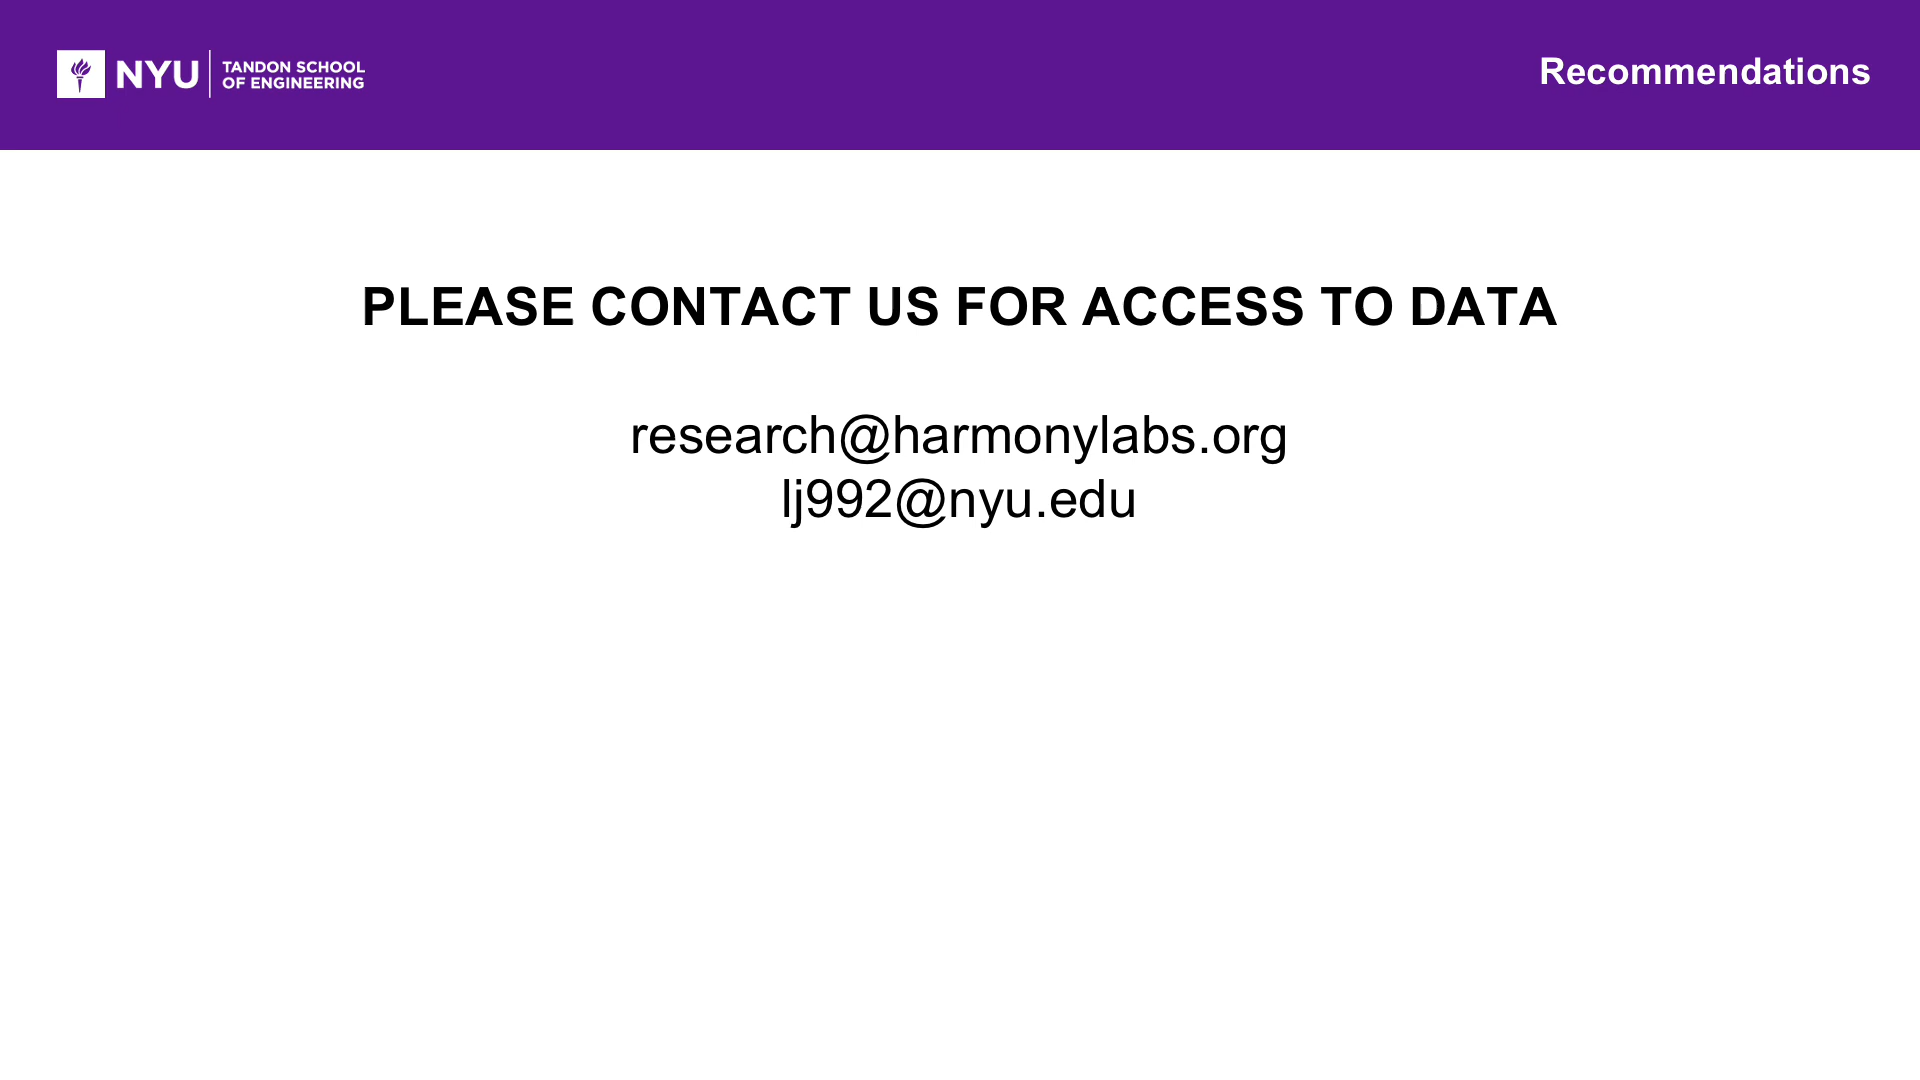 NYU
TANDON SCHOOL
OF ENGINEERING
Recommendations
PLEASE CONTACT US FOR ACCESS TO DATA
research@harmonylabs.org
lj992@nyu.edu